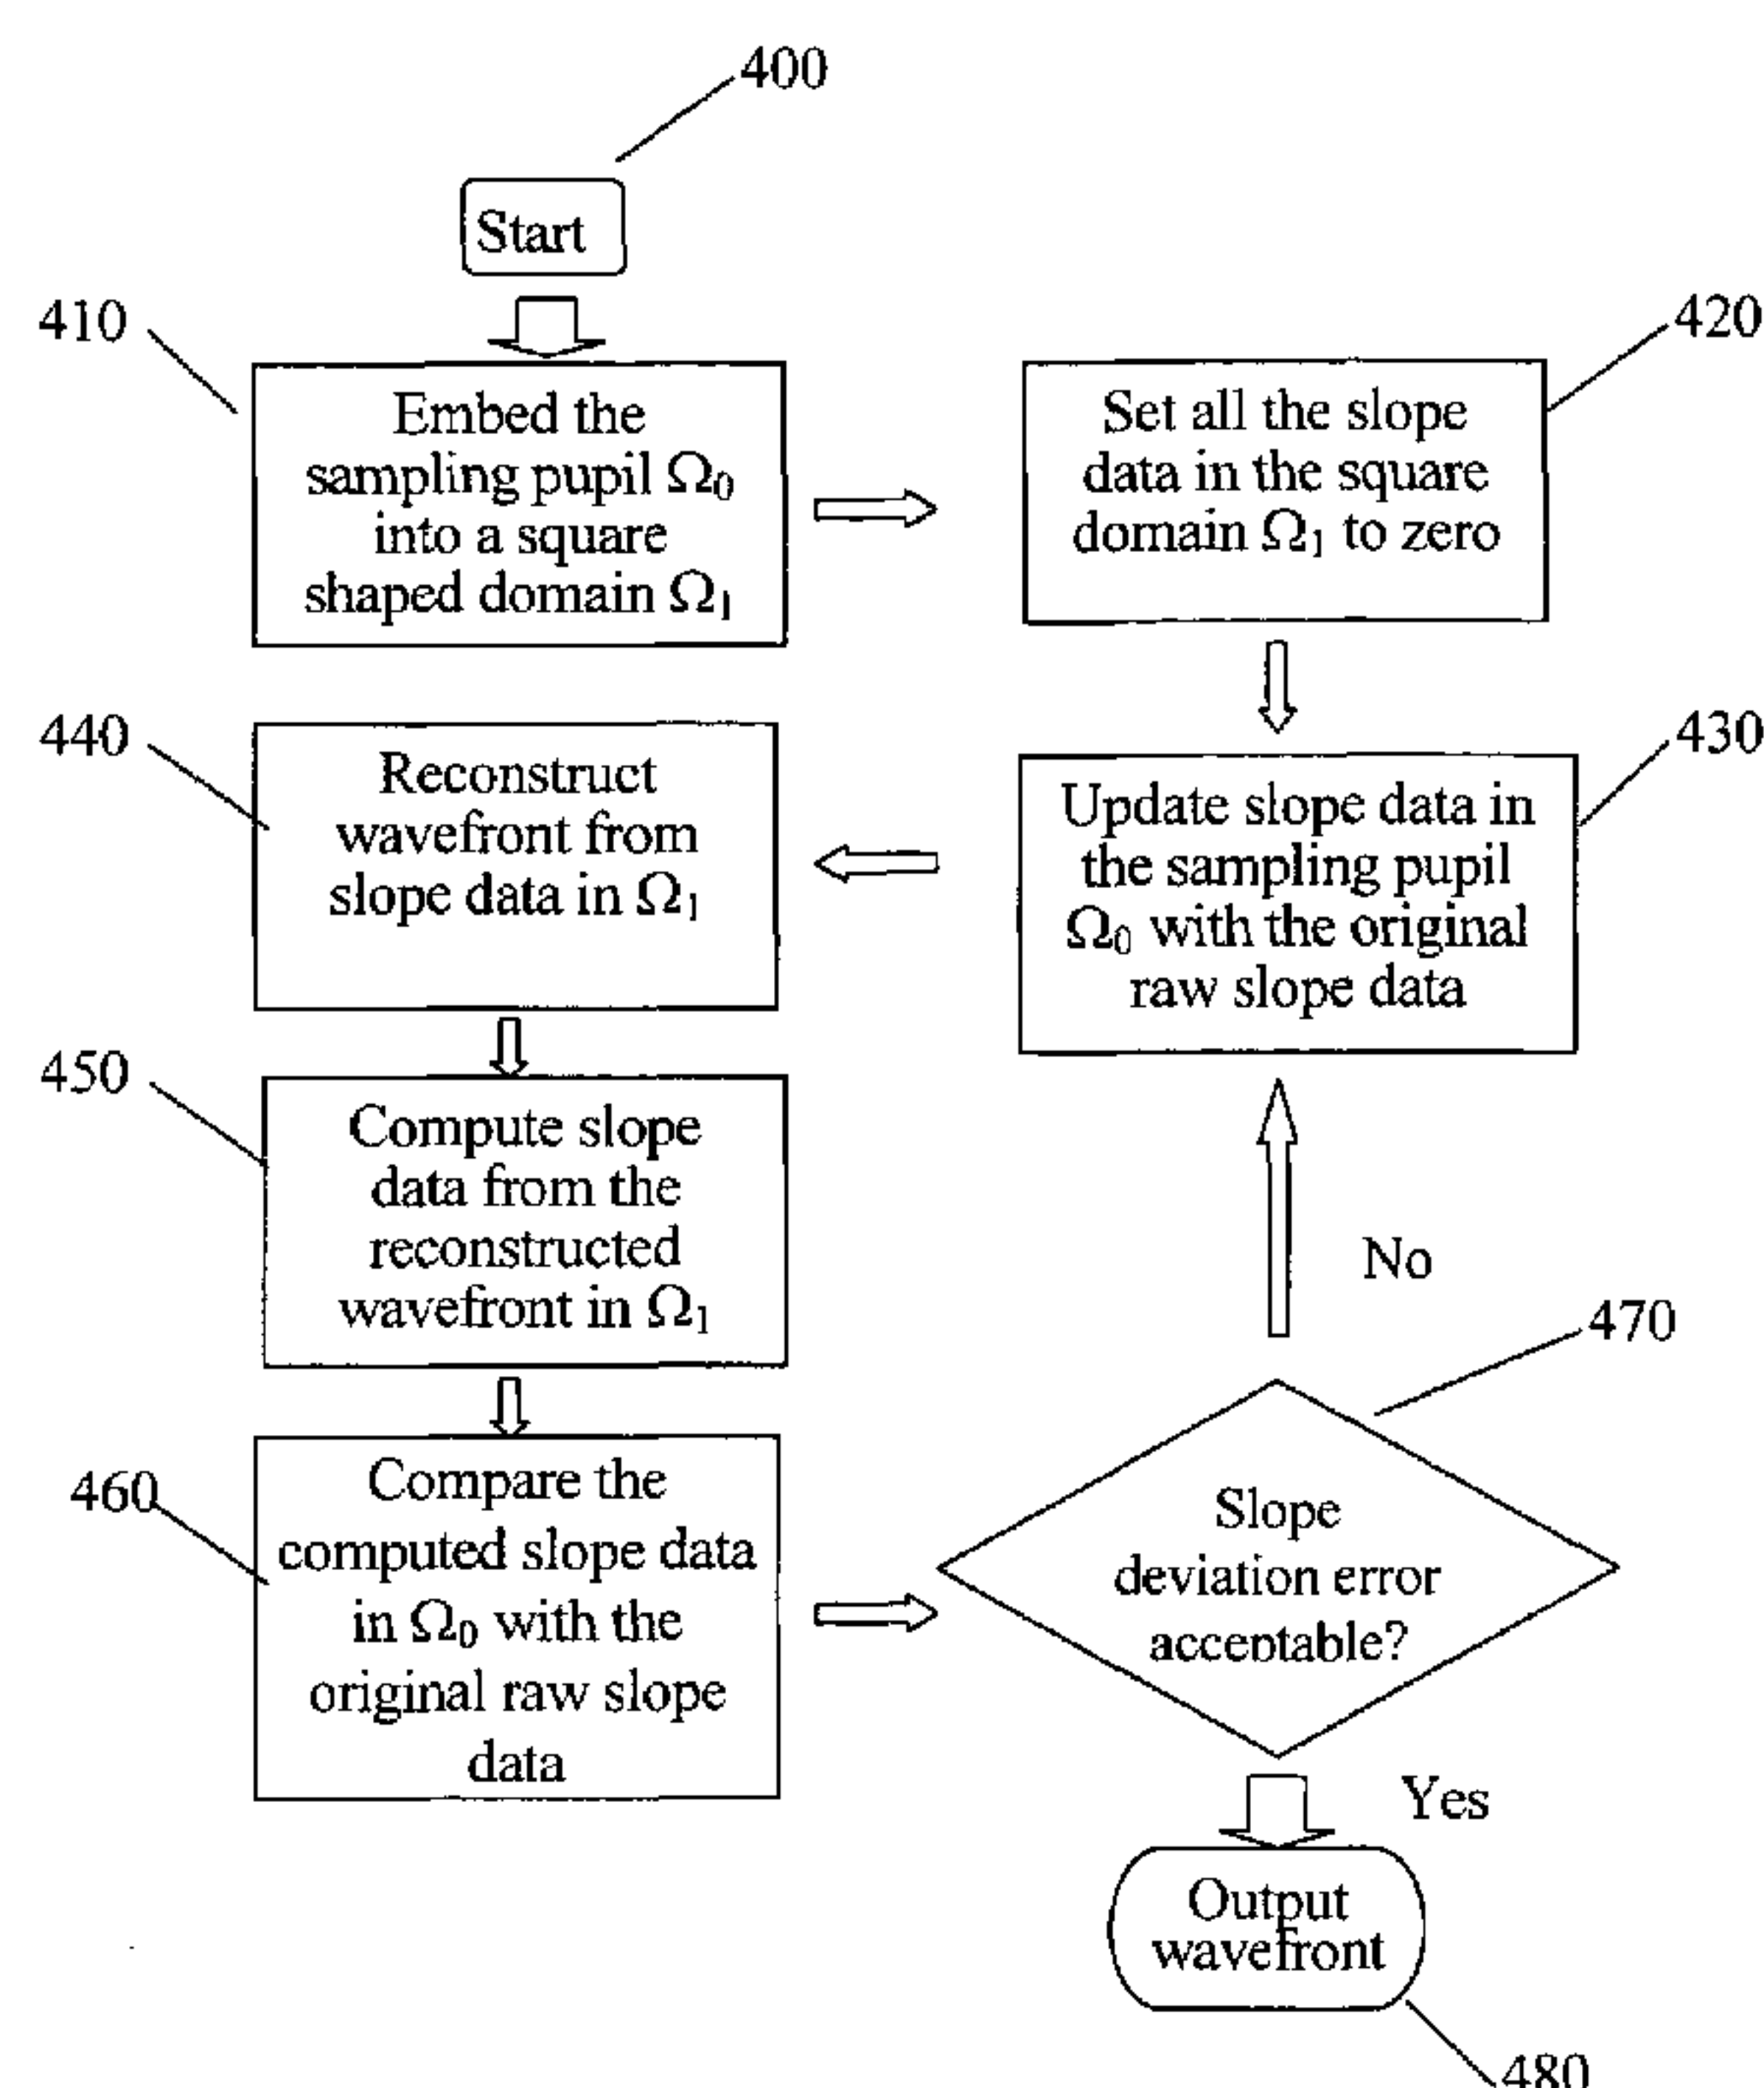 400
Start
410
Embed the
sampling pupil Ω₀
into a square
shaped domain Ω₁
420
Set all the slope
data in the square
domain Ω₁ to zero
430
Update slope data in
the sampling pupil
Ω₀ with the original
raw slope data
440
Reconstruct
wavefront from
slope data in Ω₁
450
Compute slope
data from the
reconstructed
wavefront in Ω₁
460
Compare the
computed slope data
in Ω₀ with the
original raw slope
data
470
Slope
deviation error
acceptable?
No
Yes
Output
wavefront
480